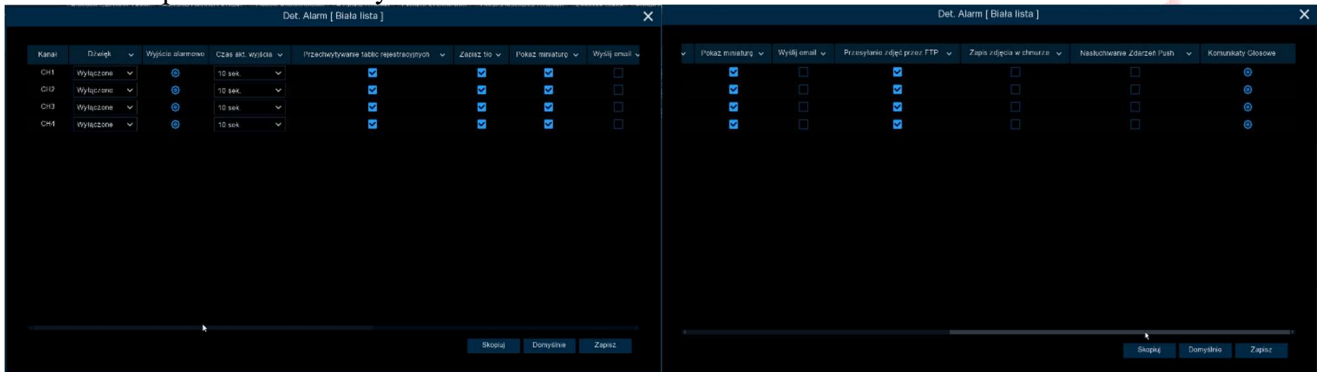 Det. Alarm [ Biała lista ] X
Kanał Dźwięk Wyjście alarmowe Czas akt. wyjścia Przechwytywanie tablic rejestracyjnych Zapisz tło Pokaż miniaturę Wyślij email
CH1 Wyłączone 10 sek.
CH2 Wyłączone 10 sek.
CH3 Wyłączone 10 sek.
CH4 Wyłączone 10 sek.
Skopiuj Domyślnie Zapisz
Det. Alarm [ Biała lista ] X
Pokaż miniaturę Wyślij email Przesyłanie zdjęć przez FTP Zapis zdjęcia w chmurze Nasłuchiwanie Zdarzeń Push Komunikaty Głosowe
Skopiuj Domyślnie Zapisz